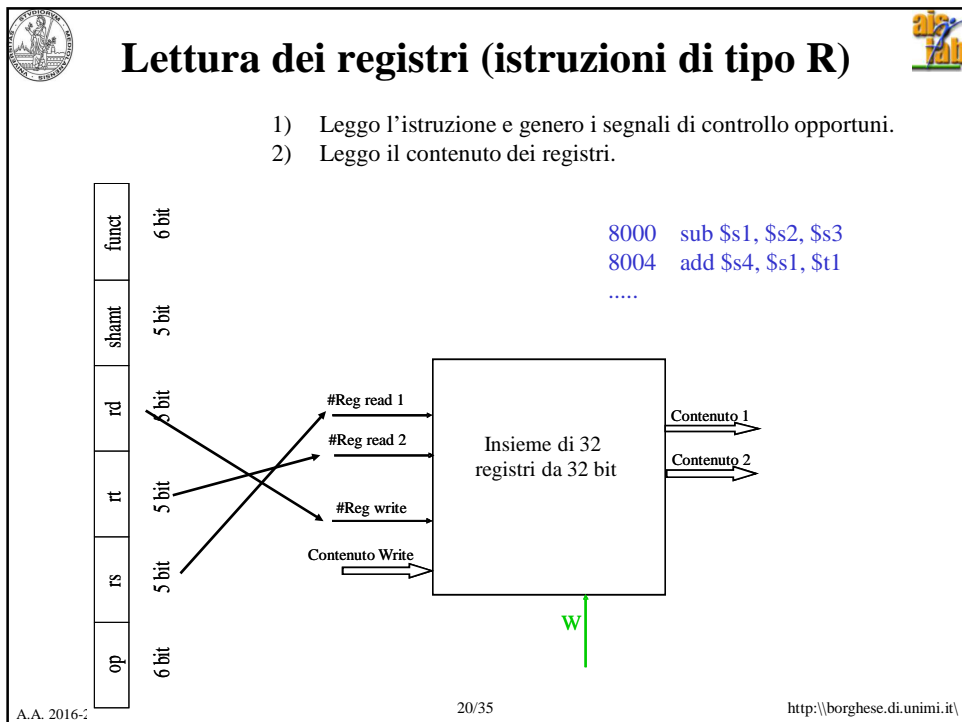 Lettura dei registri (istruzioni di tipo R)
1) Leggo l'istruzione e genero i segnali di controllo opportuni.
2) Leggo il contenuto dei registri.
8000 sub $s1, $s2, $s3
8004 add $s4, $s1, $t1
.....
funct 6 bit
shamt 5 bit
rd 5 bit
rt 5 bit
rs 5 bit
op 6 bit
#Reg read 1
#Reg read 2
#Reg write
Contenuto Write
Insieme di 32
registri da 32 bit
Contenuto 1
Contenuto 2
W
A.A. 2016-2
20/35
http:\\borghese.di.unimi.it\